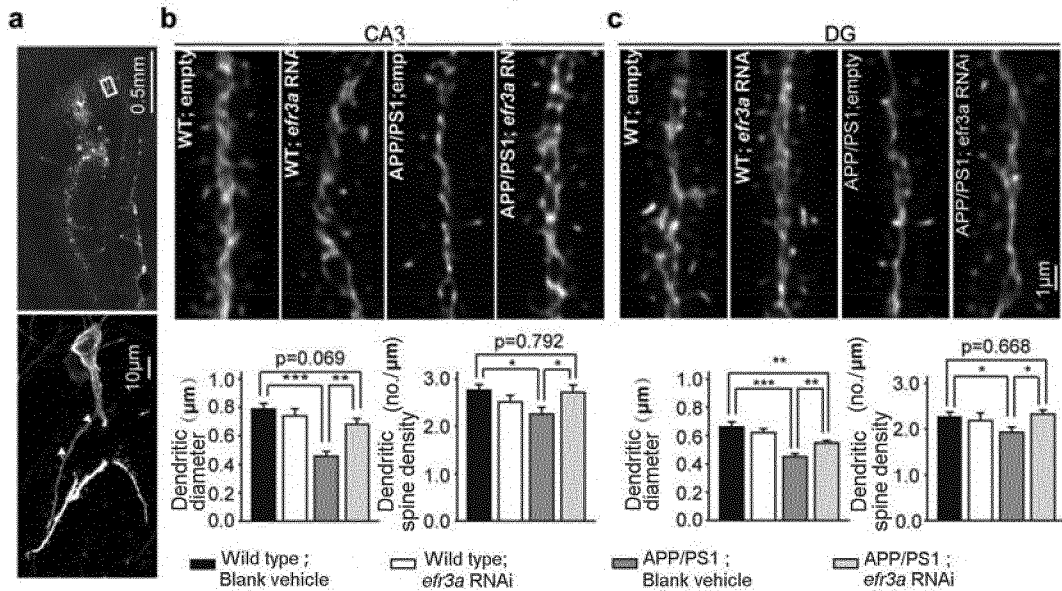 a
b
c
CA3
DG
0.5mm
10μm
WT; empty
WT; efr3a RNA
APP/PS1;empty
APP/PS1; efr3a RN
WT; empty
WT; efr3a RNA
APP/PS1;empty
APP/PS1; efr3a RNAi
1μm
p=0.069
***
**
Dendritic
diameter
(μm)
1.0
0.8
0.6
0.4
0.2
0.0
p=0.792
*
*
Dendritic
spine density
(no./μm)
3.0
2.0
1.0
0.0
**
***
**
Dendritic
diameter
(μm)
1.0
0.8
0.6
0.4
0.2
0.0
p=0.668
*
*
Dendritic
spine density
(no./μm)
3.0
2.0
1.0
0.0
Wild type ;
Blank vehicle
Wild type;
efr3a RNAi
APP/PS1 ;
Blank vehicle
APP/PS1 ;
efr3a RNAi